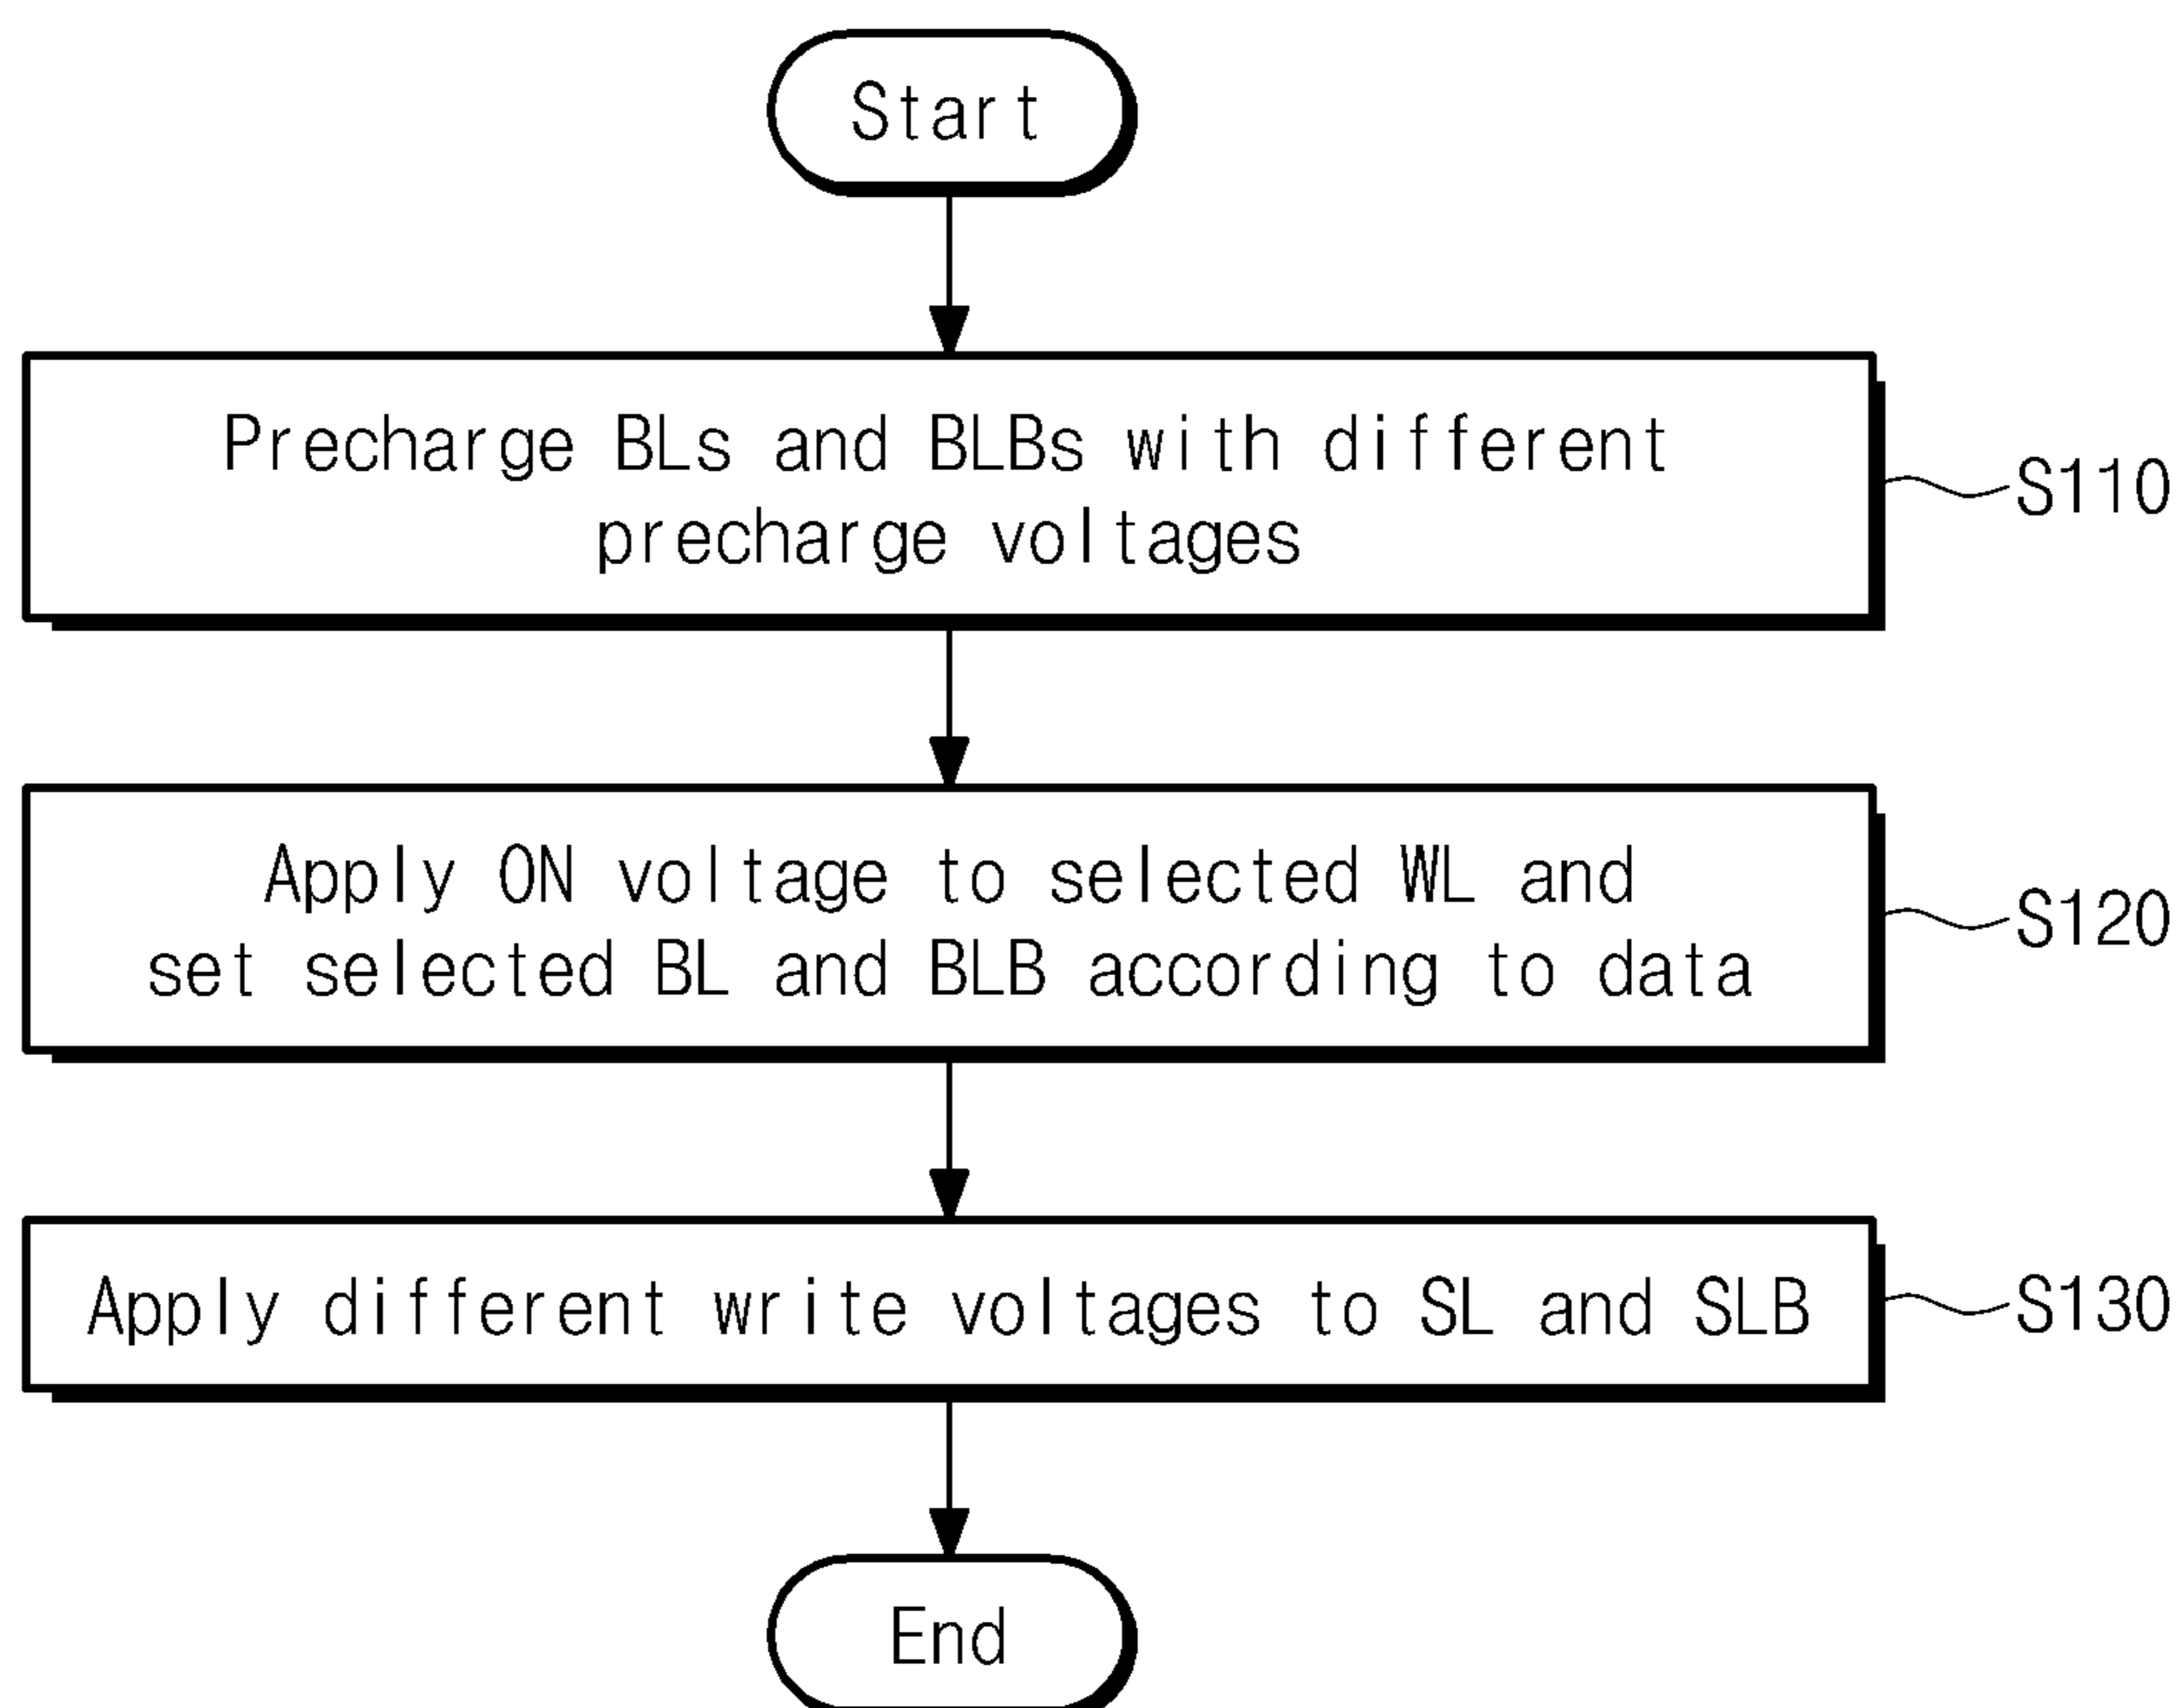 Start
Precharge BLs and BLBs with different
precharge voltages
S110
Apply ON voltage to selected WL and
set selected BL and BLB according to data
S120
Apply different write voltages to SL and SLB
S130
End